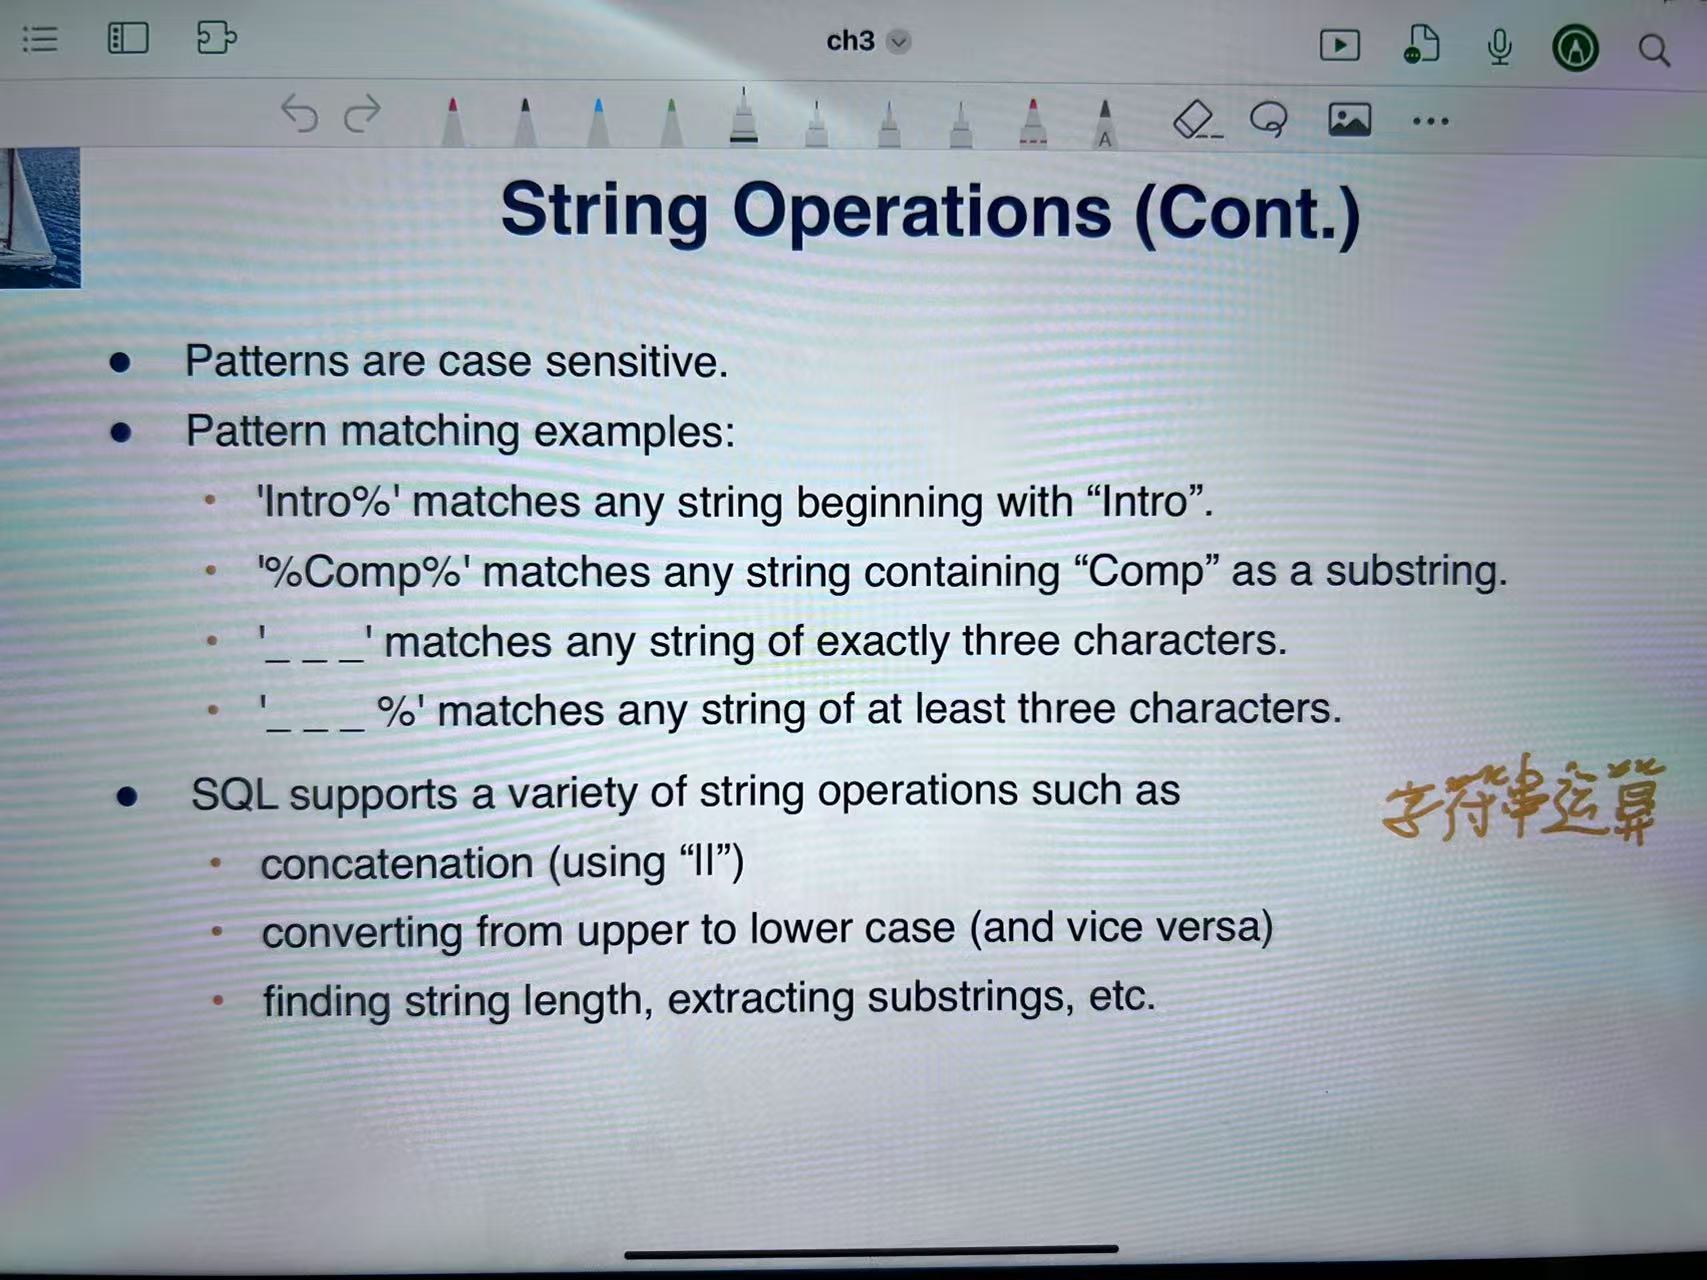 ch3
A
String Operations (Cont.)
● Patterns are case sensitive.
● Pattern matching examples:
• 'Intro%' matches any string beginning with “Intro”.
• '%Comp%' matches any string containing “Comp” as a substring.
• '_ _ _' matches any string of exactly three characters.
• '_ _ _ %' matches any string of at least three characters.
● SQL supports a variety of string operations such as
字符串运算
• concatenation (using “||”)
• converting from upper to lower case (and vice versa)
• finding string length, extracting substrings, etc.